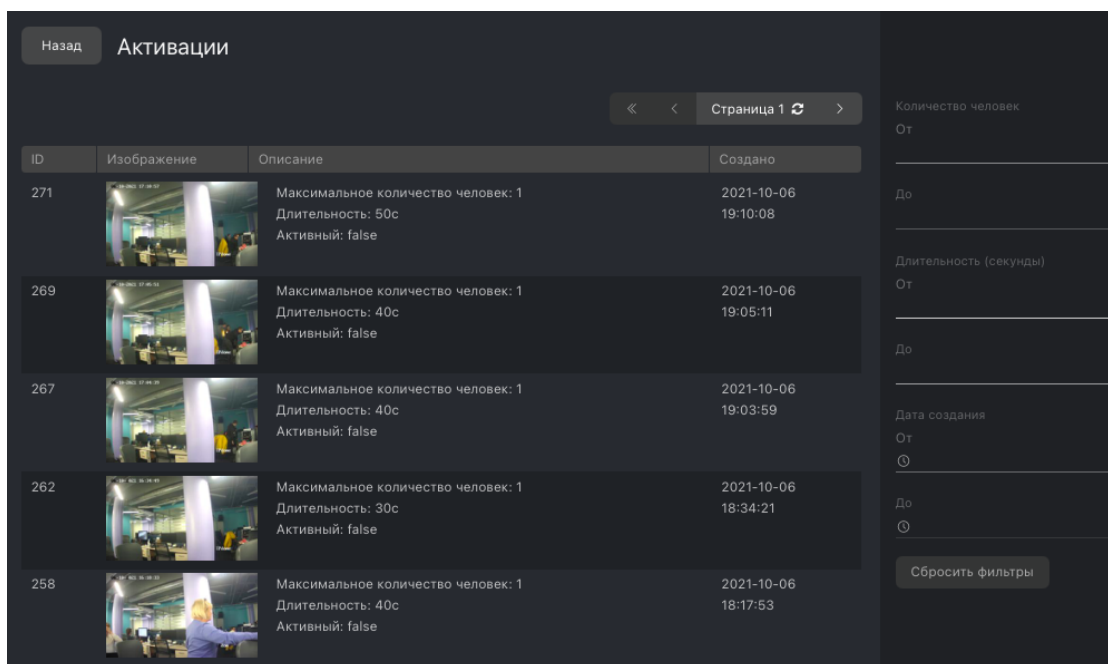 Назад
Активации
Страница 1
ID Изображение Описание Создано
271 Максимальное количество человек: 1 2021-10-06
Длительность: 50с 19:10:08
Активный: false
269 Максимальное количество человек: 1 2021-10-06
Длительность: 40с 19:05:11
Активный: false
267 Максимальное количество человек: 1 2021-10-06
Длительность: 40с 19:03:59
Активный: false
262 Максимальное количество человек: 1 2021-10-06
Длительность: 30с 18:34:21
Активный: false
258 Максимальное количество человек: 1 2021-10-06
Длительность: 40с 18:17:53
Активный: false
Количество человек
От
До
Длительность (секунды)
От
До
Дата создания
От
До
Сбросить фильтры